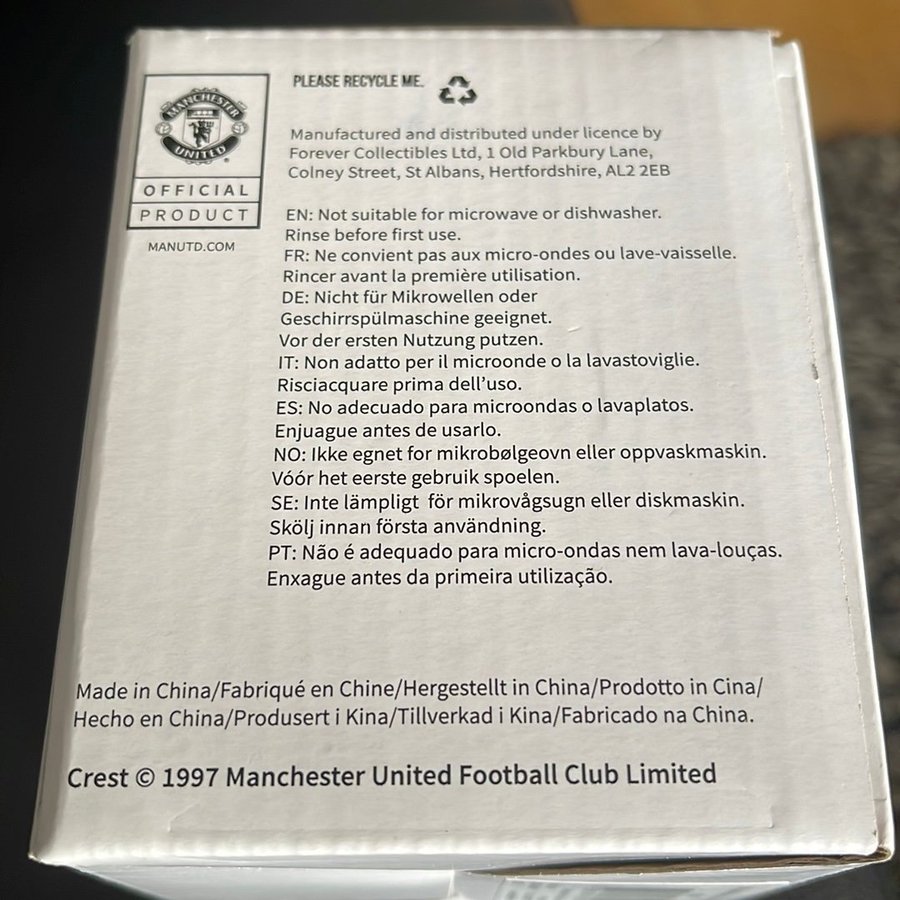 MANCHESTER
UNITED
OFFICIAL
PRODUCT
MANUTD.COM
PLEASE RECYCLE ME.
Manufactured and distributed under licence by
Forever Collectibles Ltd, 1 Old Parkbury Lane,
Colney Street, St Albans, Hertfordshire, AL2 2EB
EN: Not suitable for microwave or dishwasher.
Rinse before first use.
FR: Ne convient pas aux micro-ondes ou lave-vaisselle.
Rincer avant la première utilisation.
DE: Nicht für Mikrowellen oder
Geschirrspülmaschine geeignet.
Vor der ersten Nutzung putzen.
IT: Non adatto per il microonde o la lavastoviglie.
Risciacquare prima dell'uso.
ES: No adecuado para microondas o lavaplatos.
Enjuague antes de usarlo.
NO: Ikke egnet for mikrobølgeovn eller oppvaskmaskin.
Vóór het eerste gebruik spoelen.
SE: Inte lämpligt för mikrovågsugn eller diskmaskin.
Skölj innan första användning.
PT: Não é adequado para micro-ondas nem lava-louças.
Enxague antes da primeira utilização.
Made in China/Fabriqué en Chine/Hergestellt in China/Prodotto in Cina/
Hecho en China/Produsert i Kina/Tillverkad i Kina/Fabricado na China.
Crest © 1997 Manchester United Football Club Limited